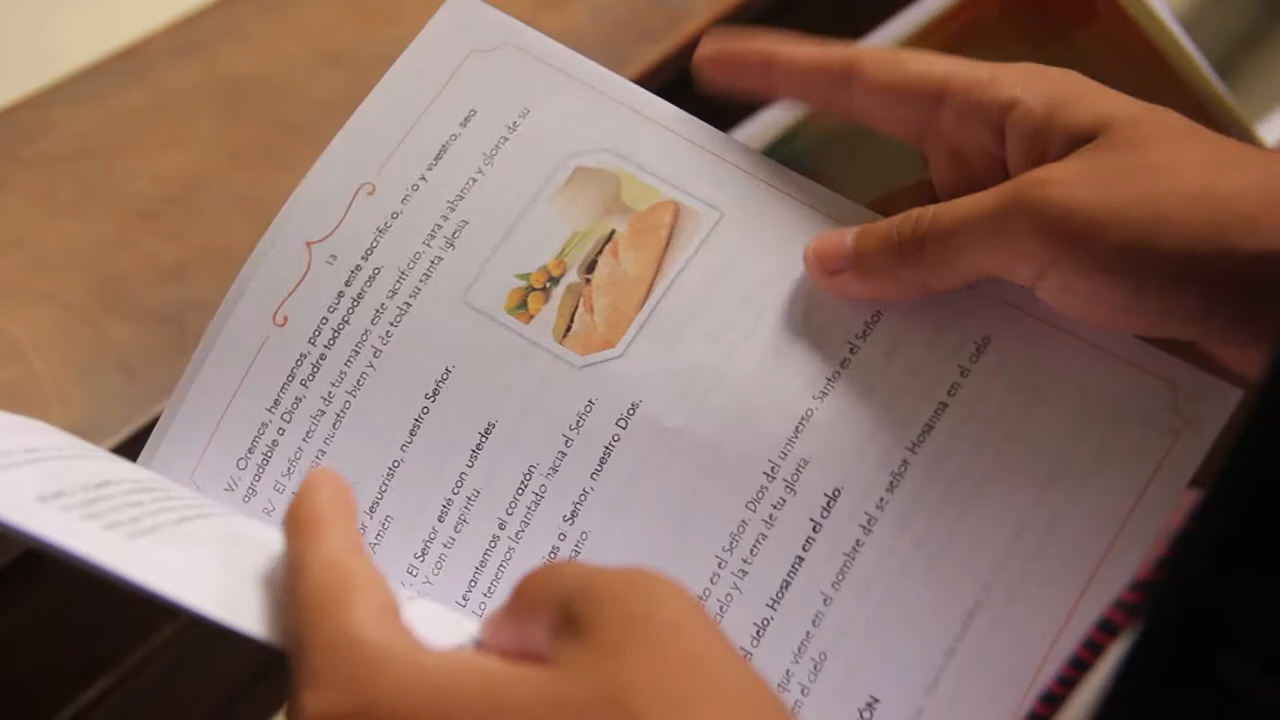 13
V/. Oremos, hermanos, para que este sacrificio, mío y vuestro, sea
agradable a Dios, Padre todopoderoso.
R/ El Señor reciba de tus manos este sacrificio, para alabanza y gloria de su
para nuestro bien y el de toda su santa Iglesia
Jesucristo, nuestro Señor.
Amén
El Señor esté con ustedes.
Y con tu espíritu.
Levantemos el corazón.
Lo tenemos levantado hacia el Señor.
al Señor, nuestro Dios.
es el Señor. Dios del universo. Santo es el Señor.
cielo y la tierra de tu gloria.
el cielo, Hosanna en el cielo.
que viene en el nombre del se señor Hosanna en el cielo
en el cielo